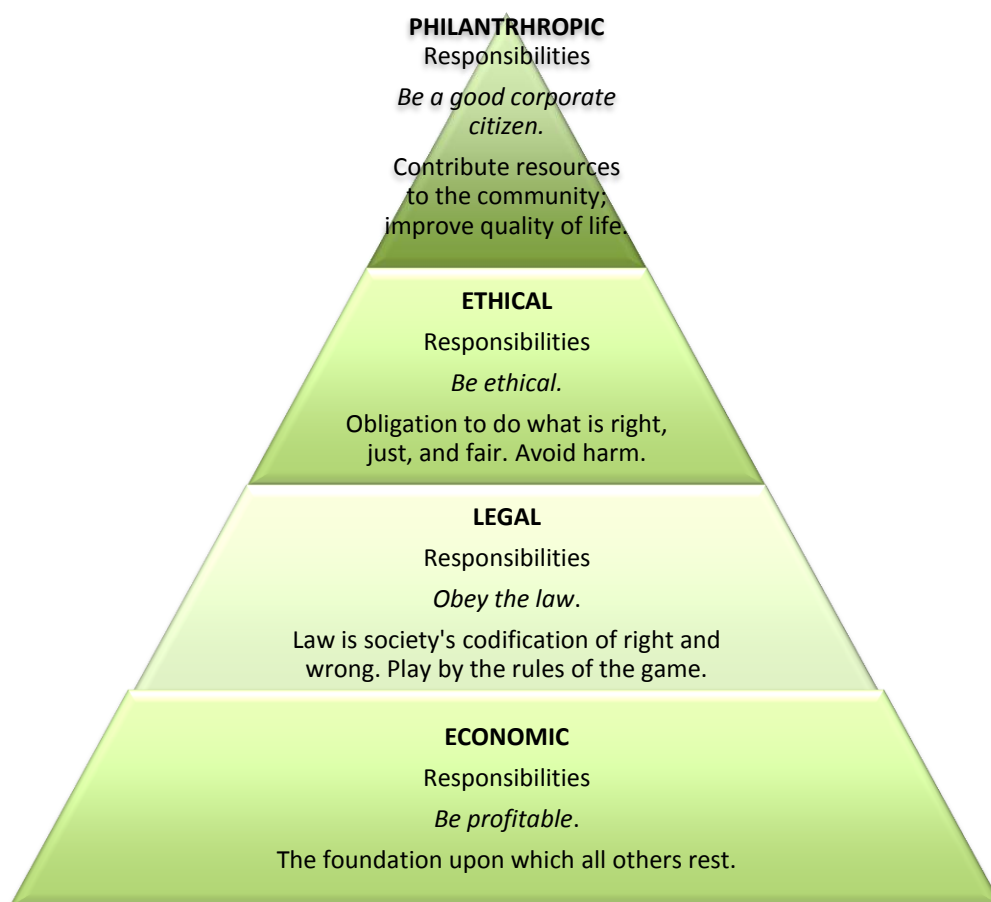 PHILANTRHROPIC
Responsibilities
Be a good corporate
citizen.
Contribute resources
to the community;
improve quality of life.
ETHICAL
Responsibilities
Be ethical.
Obligation to do what is right,
just, and fair. Avoid harm.
LEGAL
Responsibilities
Obey the law.
Law is society's codification of right and
wrong. Play by the rules of the game.
ECONOMIC
Responsibilities
Be profitable.
The foundation upon which all others rest.